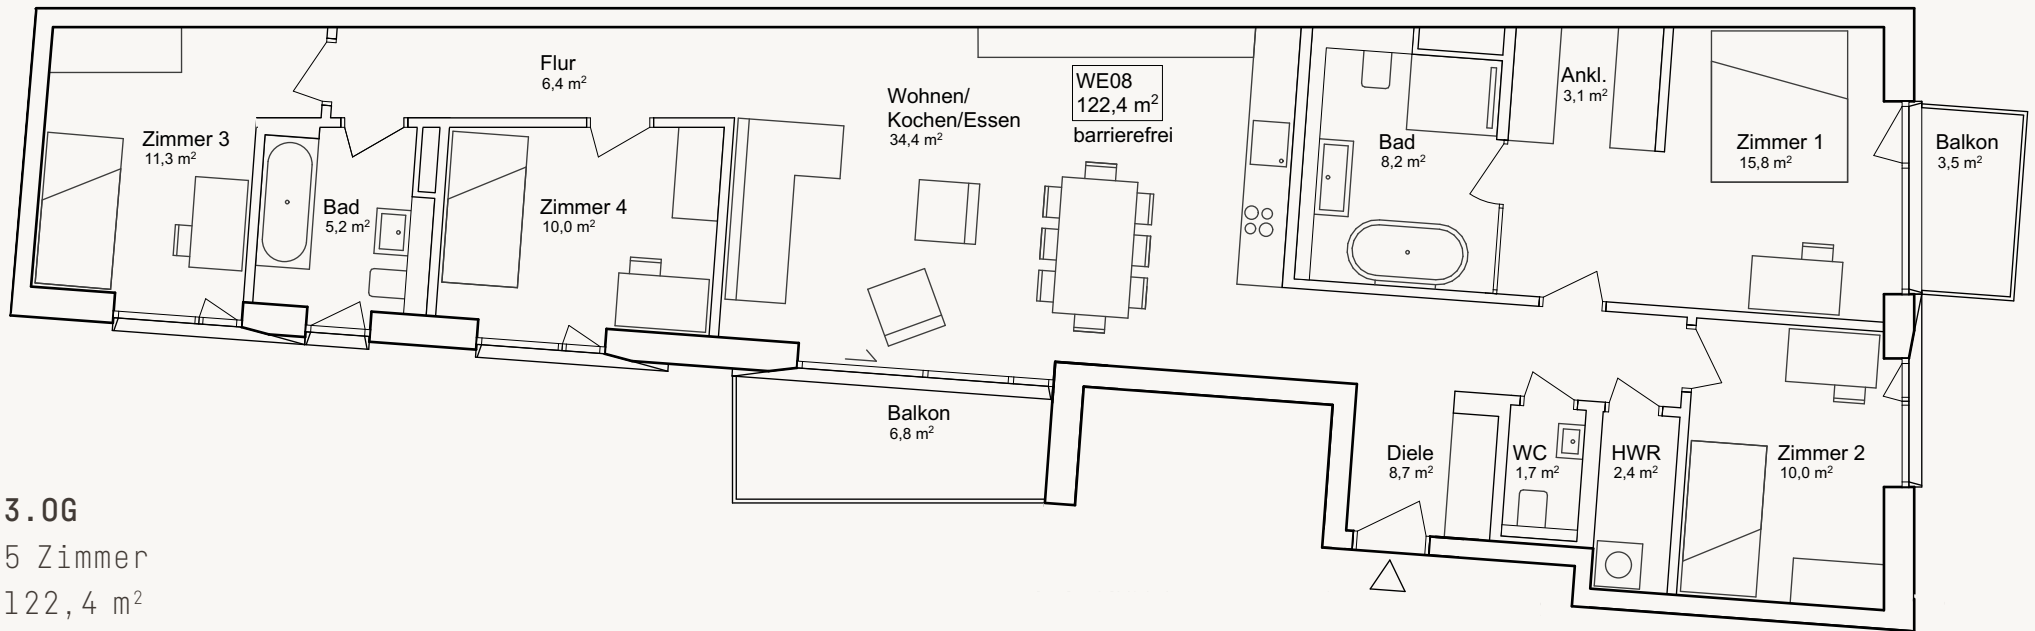 Flur
6,4 m²
Wohnen/
Kochen/Essen
34,4 m²
WE08
122,4 m²
barrierefrei
Ankl.
3,1 m²
Zimmer 3
11,3 m²
Bad
8,2 m²
Zimmer 1
15,8 m²
Balkon
3,5 m²
Bad
5,2 m²
Zimmer 4
10,0 m²
Balkon
6,8 m²
Diele
8,7 m²
WC
1,7 m²
HWR
2,4 m²
Zimmer 2
10,0 m²
3.OG
5 Zimmer
122,4 m²